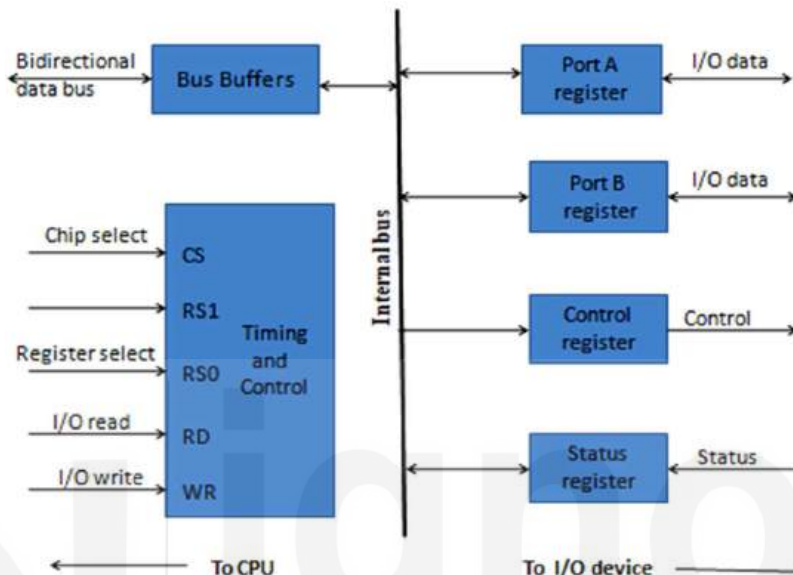 Bidirectional
data bus
Bus Buffers
Port A
register
I/O data
Port B
register
I/O data
Internal bus
Chip select
CS
RS1
Register select
RS0
Timing
and
Control
I/O read
RD
I/O write
WR
Control
register
Control
Status
register
Status
To CPU
To I/O device